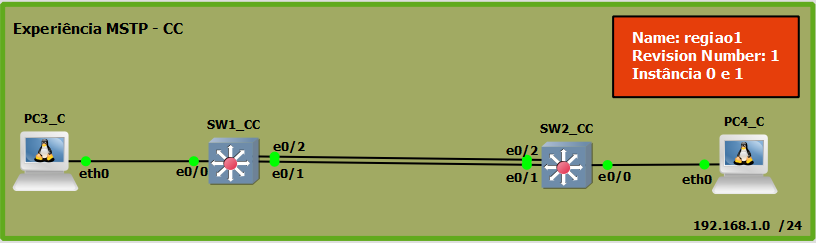 Experiência MSTP - CC
Name: regiao1
Revision Number: 1
Instância 0 e 1
PC3_C
SW1_CC
SW2_CC
PC4_C
eth0
e0/0
e0/2
e0/1
e0/2
e0/1
e0/0
eth0
192.168.1.0 /24